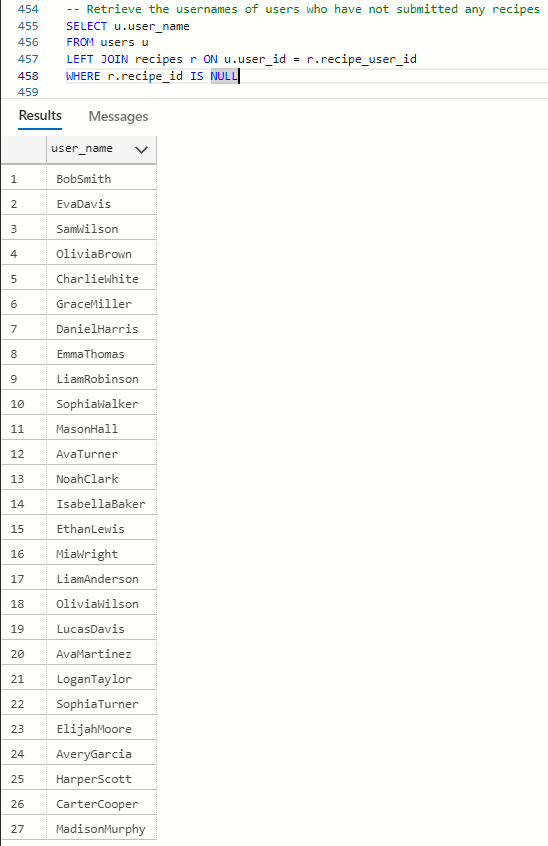 454 -- Retrieve the usernames of users who have not submitted any recipes
455 SELECT u.user_name
456 FROM users u
457 LEFT JOIN recipes r ON u.user_id = r.recipe_user_id
458 WHERE r.recipe_id IS NULL
459
Results Messages
user_name
1 BobSmith
2 EvaDavis
3 SamWilson
4 OliviaBrown
5 CharlieWhite
6 GraceMiller
7 DanielHarris
8 EmmaThomas
9 LiamRobinson
10 SophiaWalker
11 MasonHall
12 AvaTurner
13 NoahClark
14 IsabellaBaker
15 EthanLewis
16 MiaWright
17 LiamAnderson
18 OliviaWilson
19 LucasDavis
20 AvaMartinez
21 LoganTaylor
22 SophiaTurner
23 ElijahMoore
24 AveryGarcia
25 HarperScott
26 CarterCooper
27 MadisonMurphy